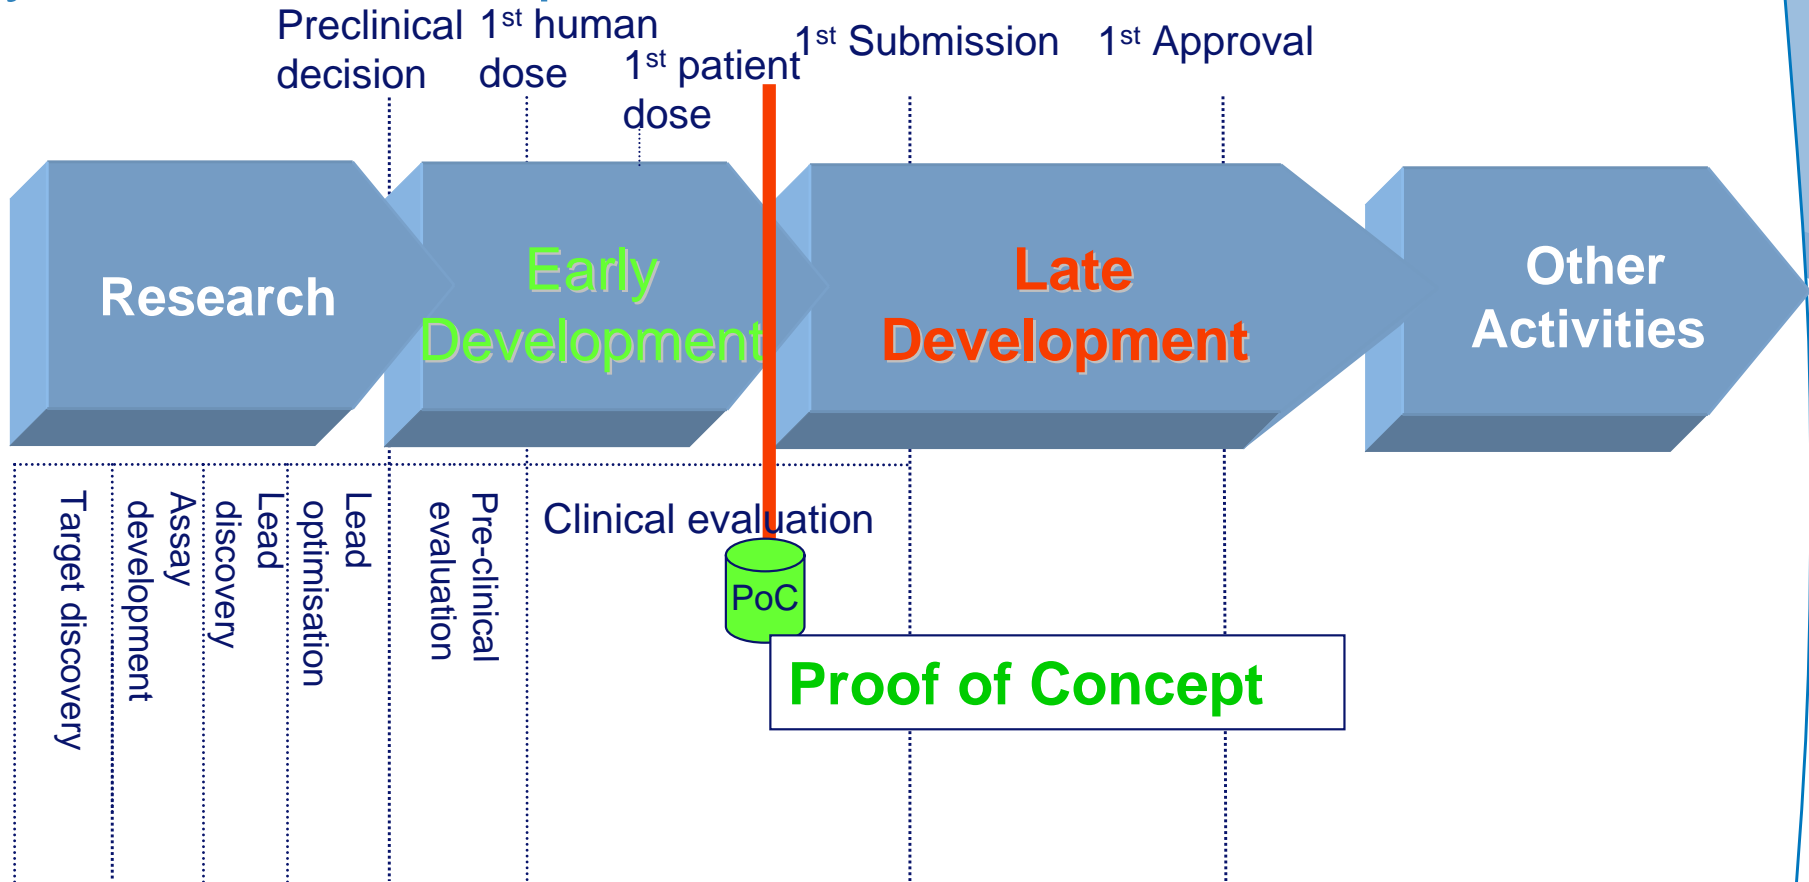 Preclinical
decision
1st human
dose
1st patient
dose
1st Submission
1st Approval
Research
Early
Development
Late
Development
Other
Activities
Target discovery
Assay
development
Lead
discovery
Lead
optimisation
Pre-clinical
evaluation
Clinical evaluation
PoC
Proof of Concept